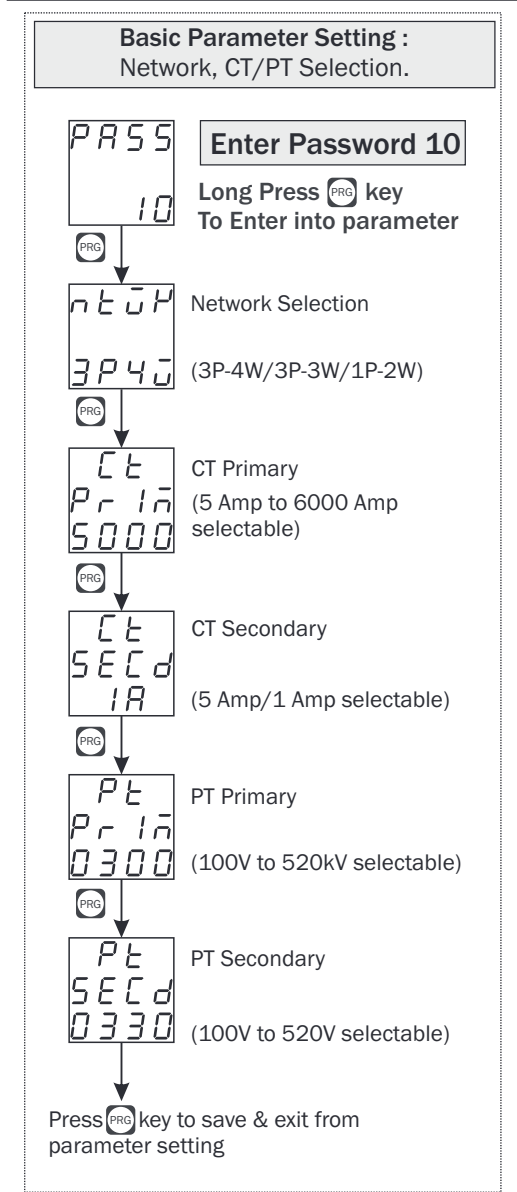 Basic Parameter Setting :
Network, CT/PT Selection.
PASS
Enter Password 10
10
Long Press PRG key
To Enter into parameter
PRG
ntwk
Network Selection
3P4w
(3P-4W/3P-3W/1P-2W)
PRG
Ct
CT Primary
Prim
(5 Amp to 6000 Amp
5000
selectable)
PRG
Ct
CT Secondary
SECd
1A
(5 Amp/1 Amp selectable)
PRG
Pt
PT Primary
Prim
0300
(100V to 520kV selectable)
PRG
Pt
PT Secondary
SECd
0330
(100V to 520V selectable)
Press PRG key to save & exit from
parameter setting